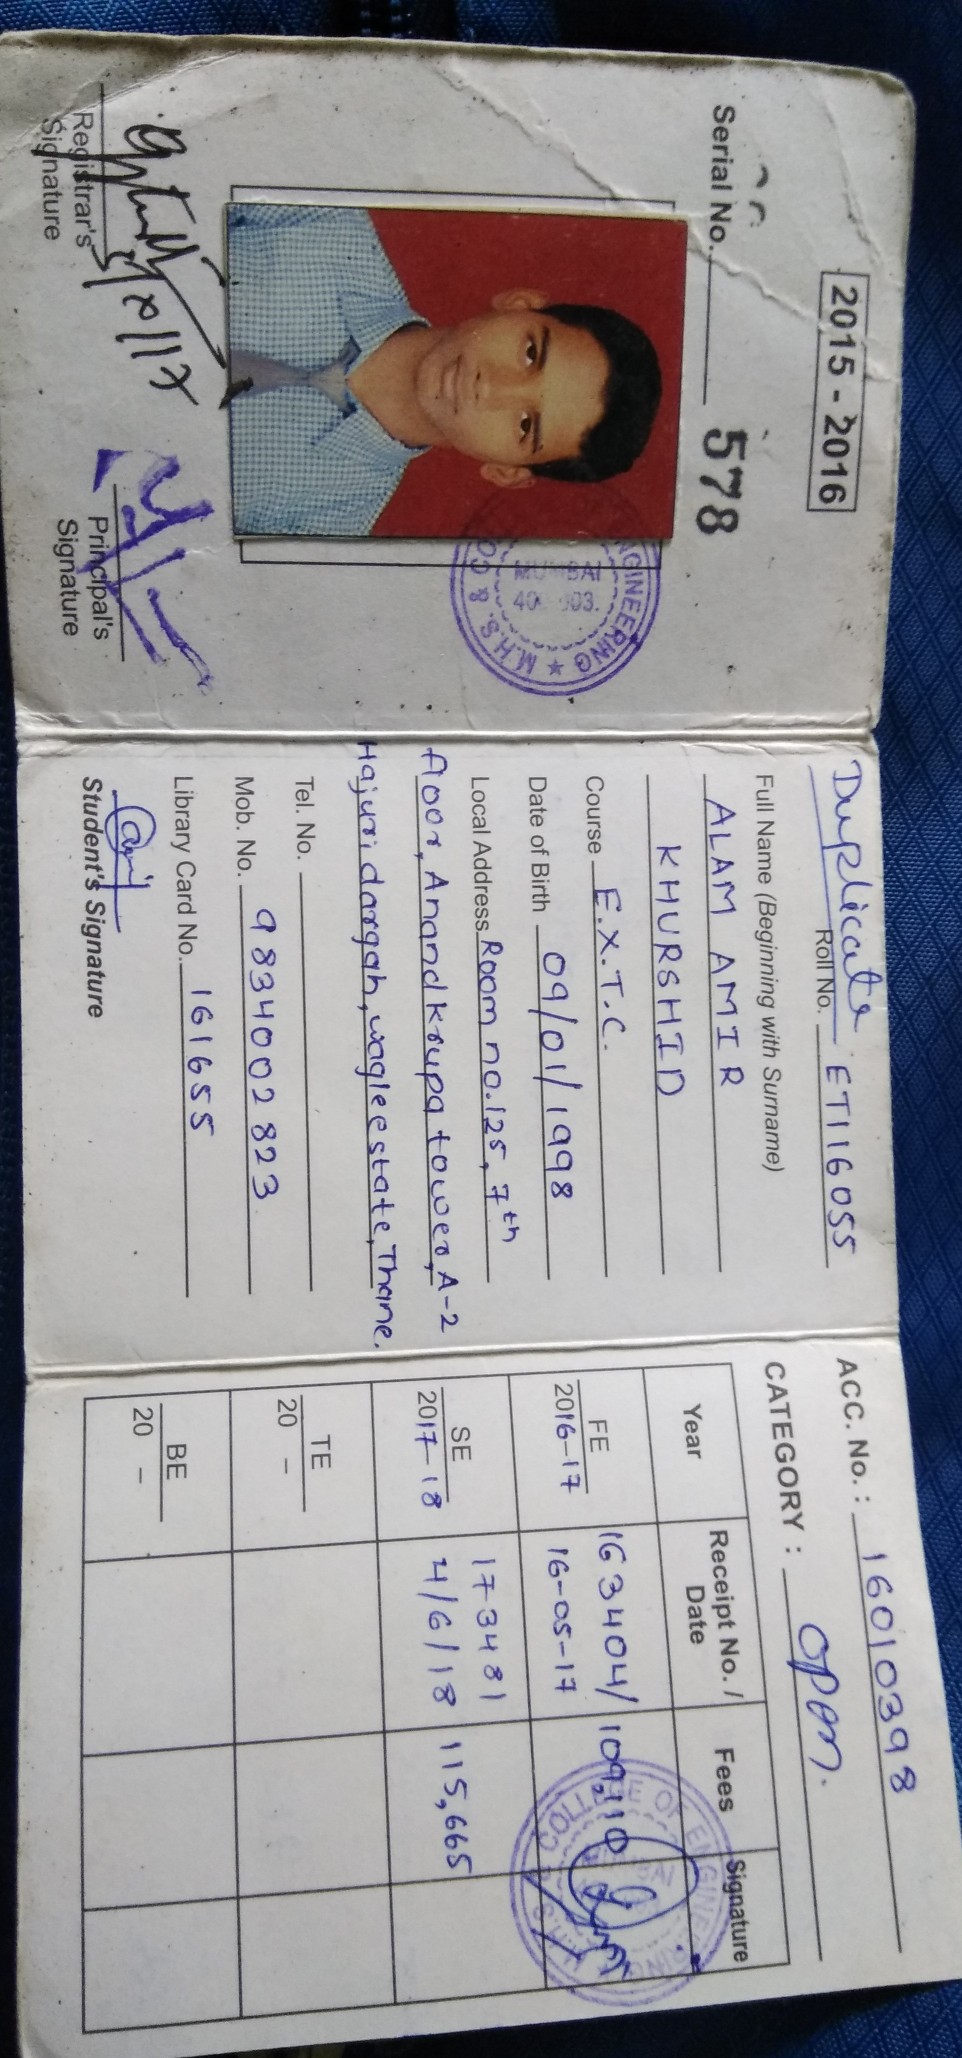 2015 - 2016
Serial No. 578
Registrar's
Signature
Principal's
Signature
ENGINEERING ★ M.H.S.S. CO
MUMBAI
Duplicate
Roll No. ET116055
Full Name (Beginning with Surname)
ALAM AMIR
KHURSHID
Course E.X.T.C.
Date of Birth 09/01/1998
Local Address Room no.125, 7th
floor, Anandkrupa tower, A-2
Hajuri dargah, wagle estate, Thane.
Tel. No.
Mob. No. 9834002823
Library Card No. 161655
Student's Signature
ACC. No. : 16010398
CATEGORY : open.
Year Receipt No. / Date Fees Signature
FE 2016-17 163404/ 16-05-17 109,110
SE 2017-18 173481 4/6/18 115,665
TE 20 -
BE 20 -
COLLEGE OF ENGINEERING